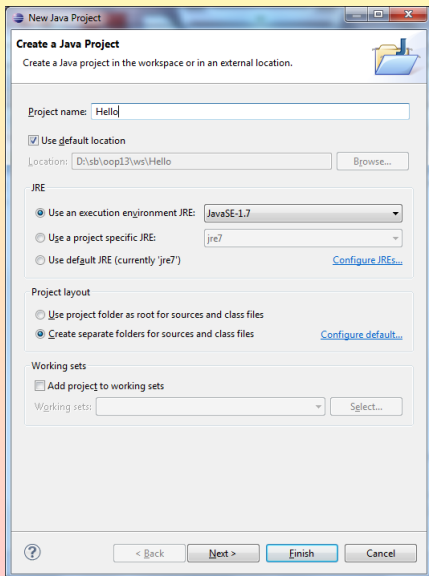 New Java Project
Create a Java Project
Create a Java project in the workspace or in an external location.
Project name: Hello
Use default location
Location: D:\sb\oop13\ws\Hello Browse...
JRE
Use an execution environment JRE: JavaSE-1.7
Use a project specific JRE: jre7
Use default JRE (currently 'jre7') Configure JREs...
Project layout
Use project folder as root for sources and class files
Create separate folders for sources and class files Configure default...
Working sets
Add project to working sets
Working sets: Select...
? < Back Next > Finish Cancel